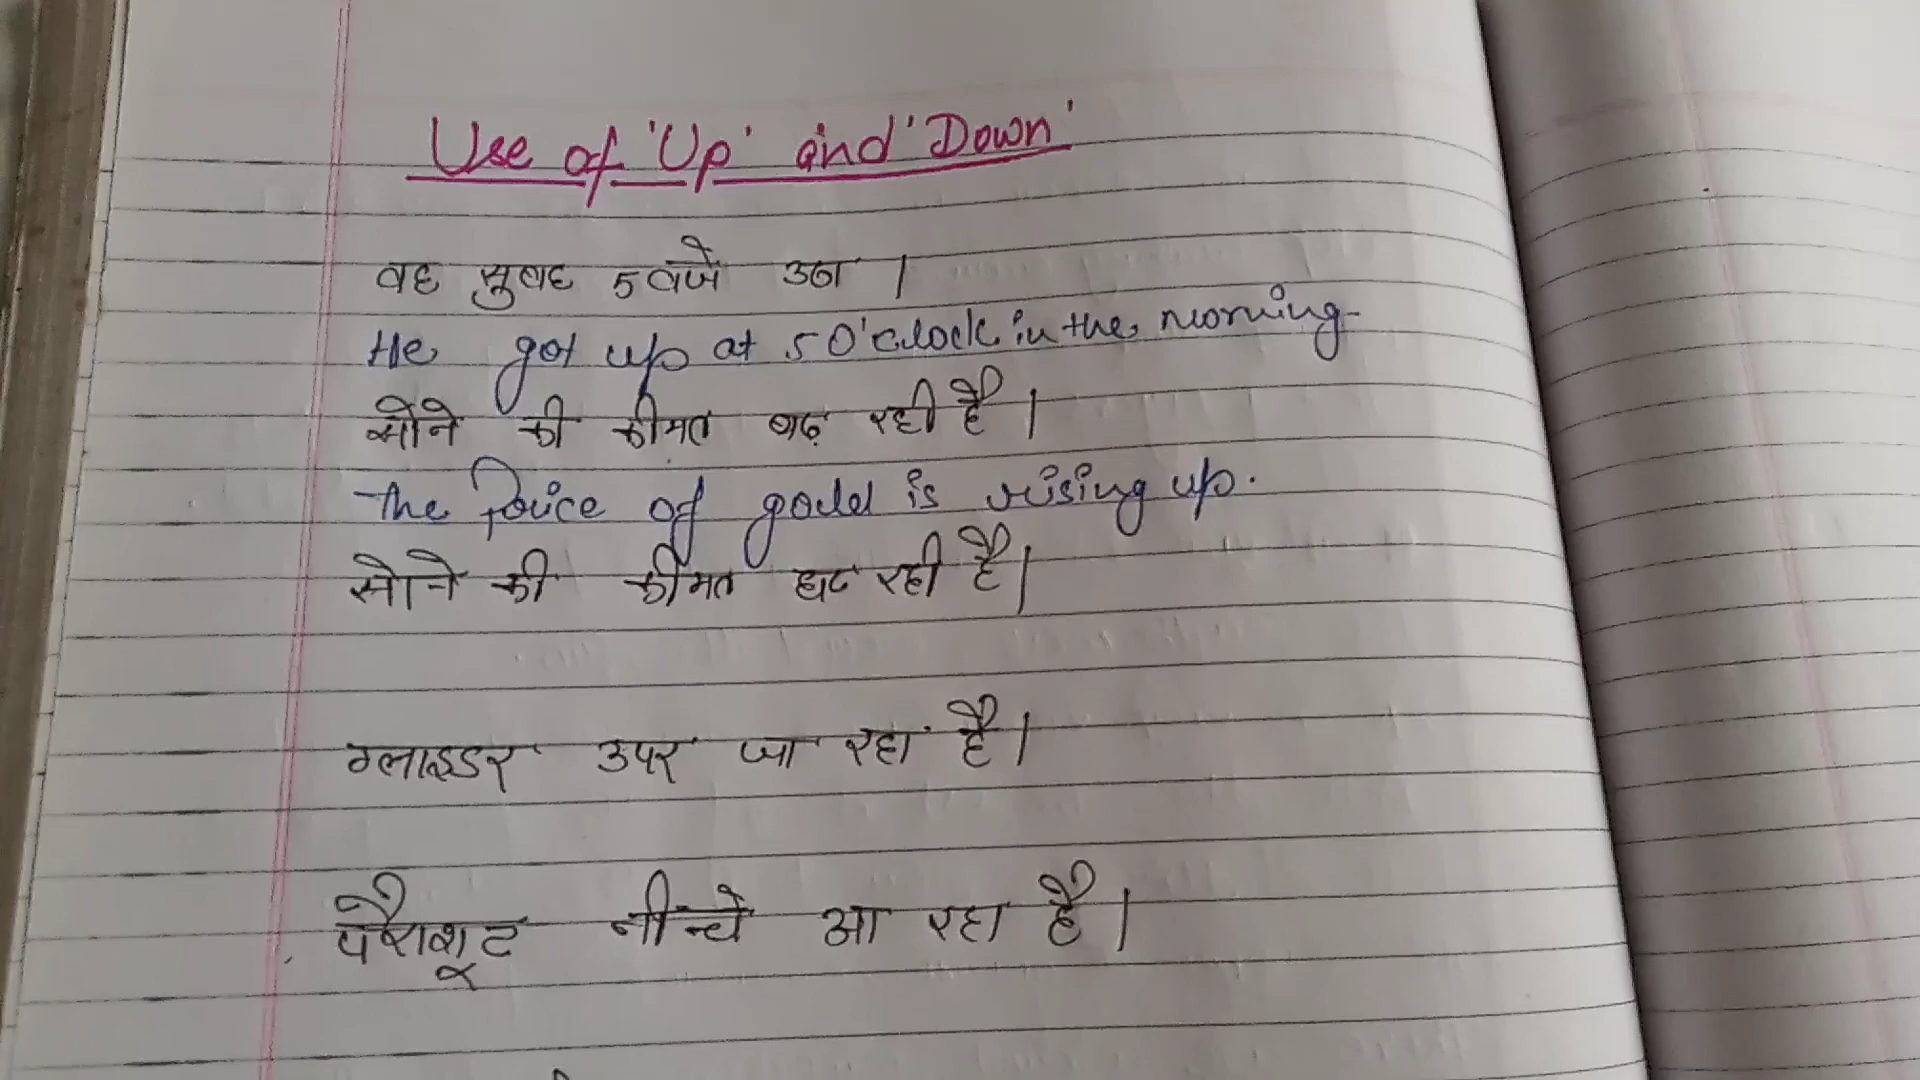 Use of 'Up' and 'Down'
वह सुबह 5 बजे उठा ।
He got up at 5 O'clock in the morning.
सोने की कीमत बढ़ रही है ।
The Price of gold is rising up.
सोने की कीमत घट रही है ।
ग्लाइडर उपर जा रहा है ।
पैराशूट नीचे आ रहा है ।